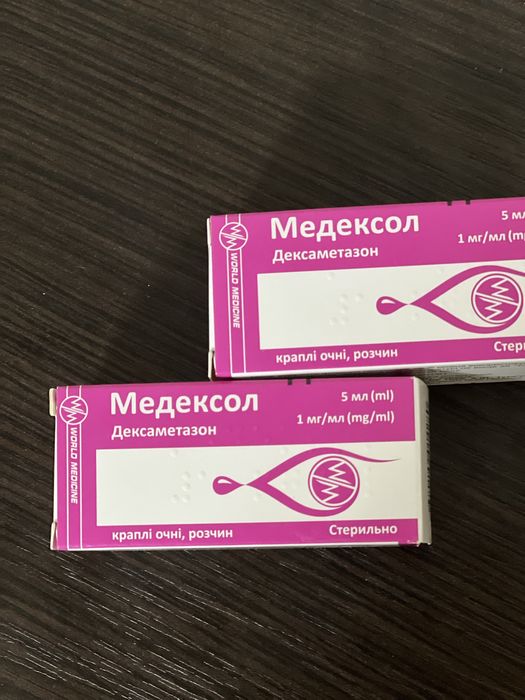 Медексол
5 мл
Дексаметазон
1 мг/мл
WORLD MEDICINE
краплі очні, розчин
Медексол
5 мл (ml)
Дексаметазон
1 мг/мл (mg/ml)
WORLD MEDICINE
краплі очні, розчин
Стерильно